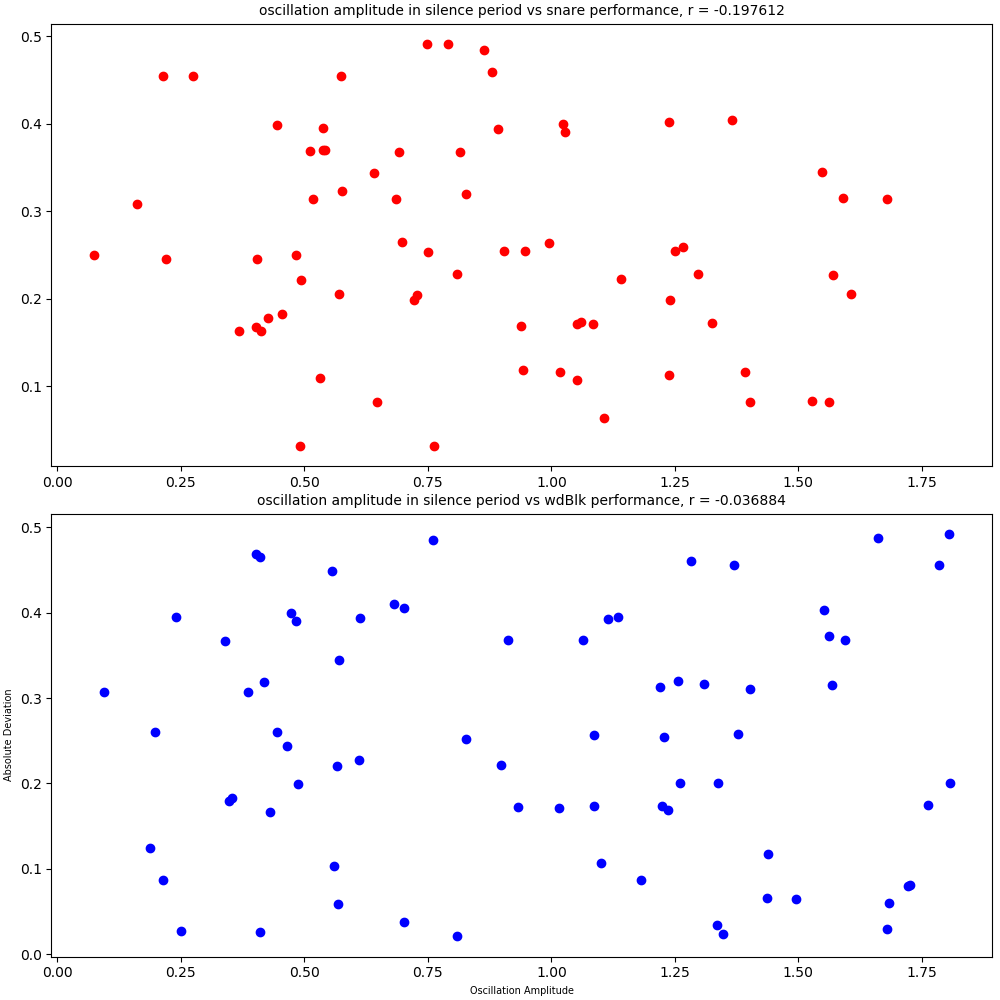 oscillation amplitude in silence period vs snare performance, r = -0.197612
0.5
0.4
0.3
0.2
0.1
0.00 0.25 0.50 0.75 1.00 1.25 1.50 1.75
oscillation amplitude in silence period vs wdBlk performance, r = -0.036884
0.5
0.4
0.3
0.2
0.1
0.0
Absolute Deviation
0.00 0.25 0.50 0.75 1.00 1.25 1.50 1.75
Oscillation Amplitude